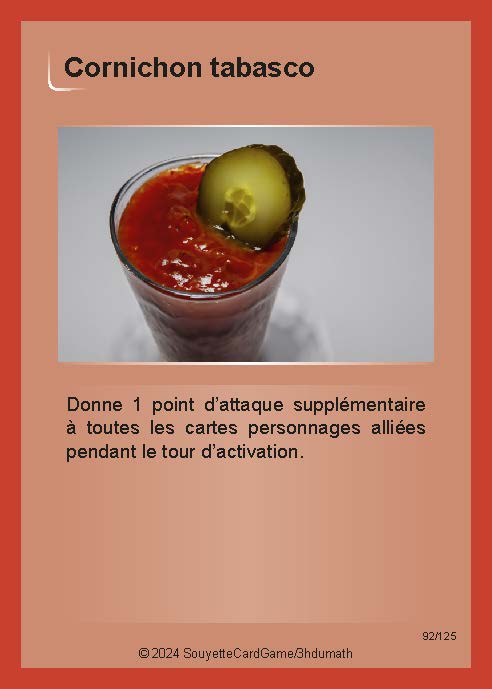 Cornichon tabasco
Donne 1 point d’attaque supplémentaire
à toutes les cartes personnages alliées
pendant le tour d’activation.
92/125
© 2024 SouyetteCardGame/3hdumath